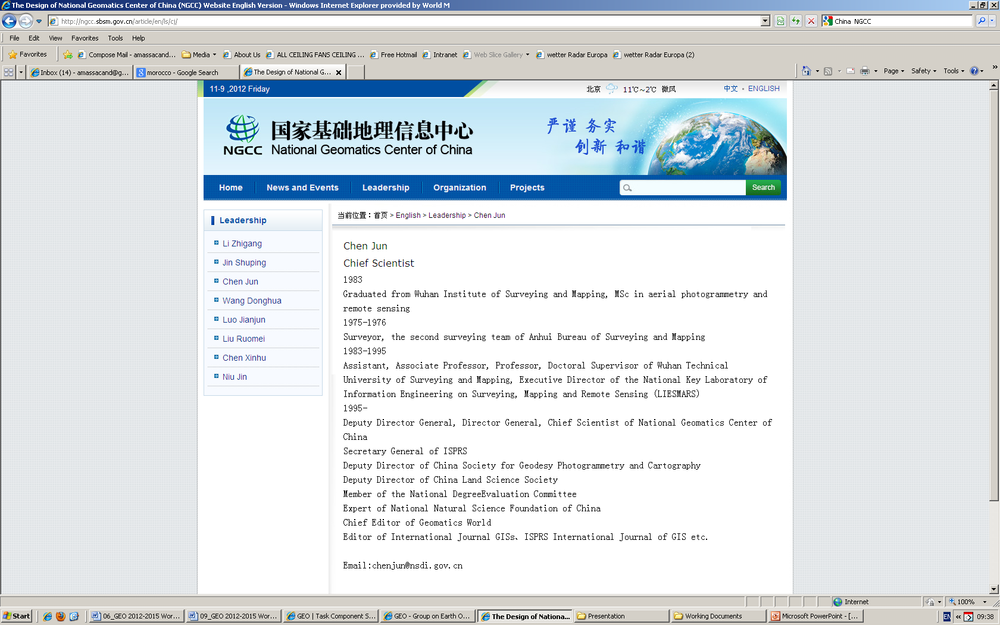 The Design of National Geomatics Center of China (NGCC) Website English Version - Windows Internet Explorer provided by World M
http://ngcc.sbsm.gov.cn/article/en/ls/cj/
China NGCC
File Edit View Favorites Tools Help
Favorites Compose Mail - amassacand... Media About Us ALL CEILING FANS CEILING ... Free Hotmail Intranet Web Slice Gallery wetter Radar Europa wetter Radar Europa (2)
Inbox (14) - amassacand@g... morocco - Google Search The Design of National G... Page Safety Tools
11-9 ,2012 Friday 北京 11℃~2℃ 微风 中文 ENGLISH
NGCC
国家基础地理信息中心
National Geomatics Center of China
严谨 务实
创新 和谐
Home News and Events Leadership Organization Projects Search
Leadership
Li Zhigang
Jin Shuping
Chen Jun
Wang Donghua
Luo Jianjun
Liu Ruomei
Chen Xinhu
Niu Jin
当前位置：首页 > English > Leadership > Chen Jun
Chen Jun
Chief Scientist
1983
Graduated from Wuhan Institute of Surveying and Mapping, MSc in aerial photogrammetry and
remote sensing
1975-1976
Surveyor, the second surveying team of Anhui Bureau of Surveying and Mapping
1983-1995
Assistant, Associate Professor, Professor, Doctoral Supervisor of Wuhan Technical
University of Surveying and Mapping, Executive Director of the National Key Laboratory of
Information Engineering on Surveying, Mapping and Remote Sensing (LIESMARS)
1995-
Deputy Director General, Director General, Chief Scientist of National Geomatics Center of
China
Secretary General of ISPRS
Deputy Director of China Society for Geodesy Photogrammetry and Cartography
Deputy Director of China Land Science Society
Member of the National DegreeEvaluation Committee
Expert of National Natural Science Foundation of China
Chief Editor of Geomatics World
Editor of International Journal GISs、ISPRS International Journal of GIS etc.
Email:chenjun@nsdi.gov.cn
Internet 100%
Start 06_GEO 2012-2015 Wor... 09_GEO 2012-2015 Wor... GEO | Task Component S... GEO - Group on Earth O... The Design of Nationa... Presentation Working Documents Microsoft PowerPoint - [... EN 09:38